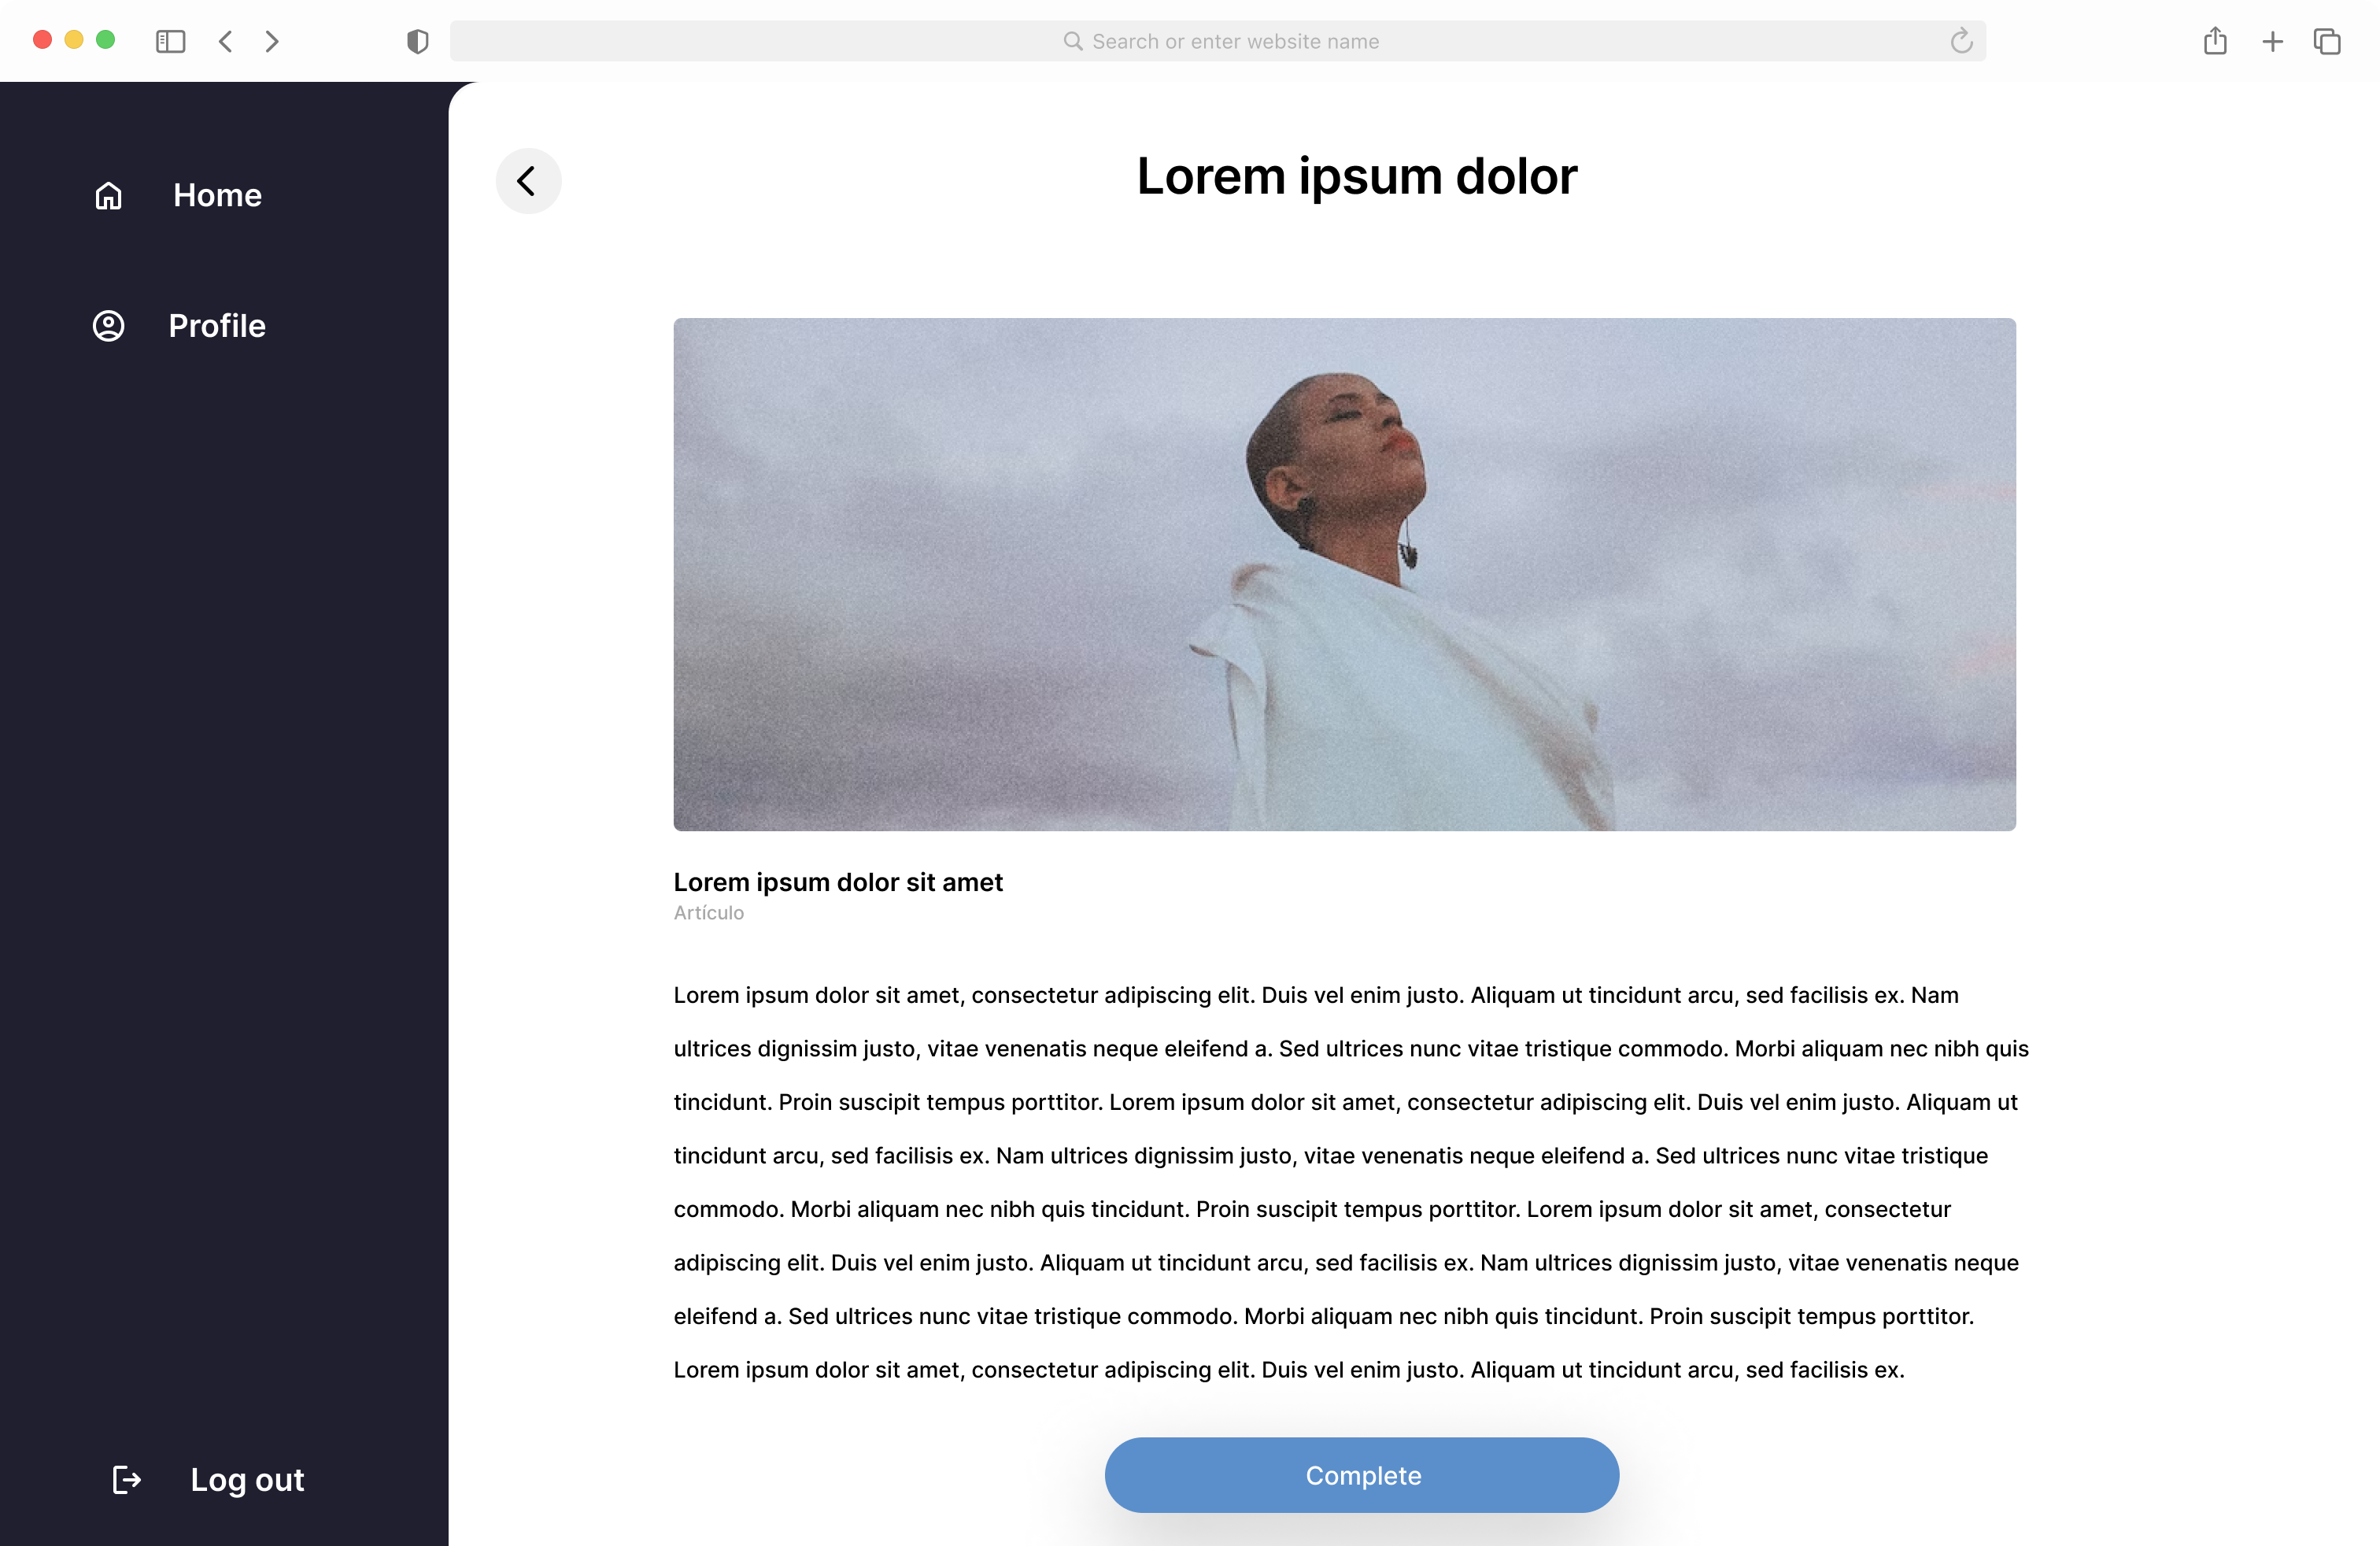 Search or enter website name
Home
Profile
Log out
Lorem ipsum dolor
Lorem ipsum dolor sit amet
Artículo
Lorem ipsum dolor sit amet, consectetur adipiscing elit. Duis vel enim justo. Aliquam ut tincidunt arcu, sed facilisis ex. Nam
ultrices dignissim justo, vitae venenatis neque eleifend a. Sed ultrices nunc vitae tristique commodo. Morbi aliquam nec nibh quis
tincidunt. Proin suscipit tempus porttitor. Lorem ipsum dolor sit amet, consectetur adipiscing elit. Duis vel enim justo. Aliquam ut
tincidunt arcu, sed facilisis ex. Nam ultrices dignissim justo, vitae venenatis neque eleifend a. Sed ultrices nunc vitae tristique
commodo. Morbi aliquam nec nibh quis tincidunt. Proin suscipit tempus porttitor. Lorem ipsum dolor sit amet, consectetur
adipiscing elit. Duis vel enim justo. Aliquam ut tincidunt arcu, sed facilisis ex. Nam ultrices dignissim justo, vitae venenatis neque
eleifend a. Sed ultrices nunc vitae tristique commodo. Morbi aliquam nec nibh quis tincidunt. Proin suscipit tempus porttitor.
Lorem ipsum dolor sit amet, consectetur adipiscing elit. Duis vel enim justo. Aliquam ut tincidunt arcu, sed facilisis ex.
Complete